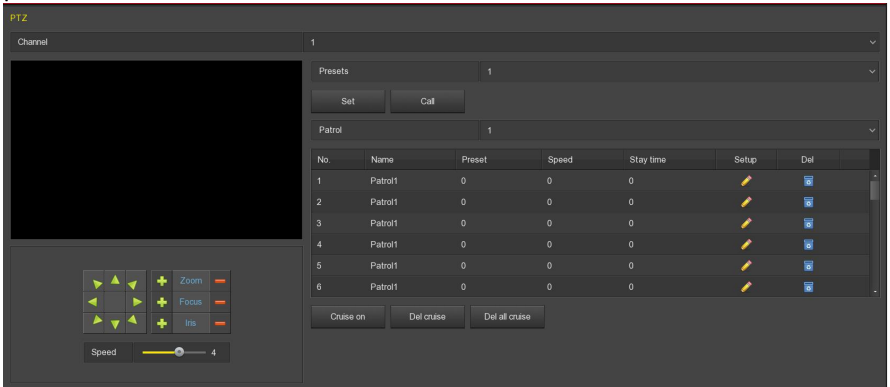 PTZ
Channel 1
Presets 1
Set Call
Patrol 1
No. Name Preset Speed Stay time Setup Del
1 Patrol1 0 0 0
2 Patrol1 0 0 0
3 Patrol1 0 0 0
4 Patrol1 0 0 0
5 Patrol1 0 0 0
6 Patrol1 0 0 0
Zoom
Focus
Iris
Cruise on Del cruise Del all cruise
Speed 4